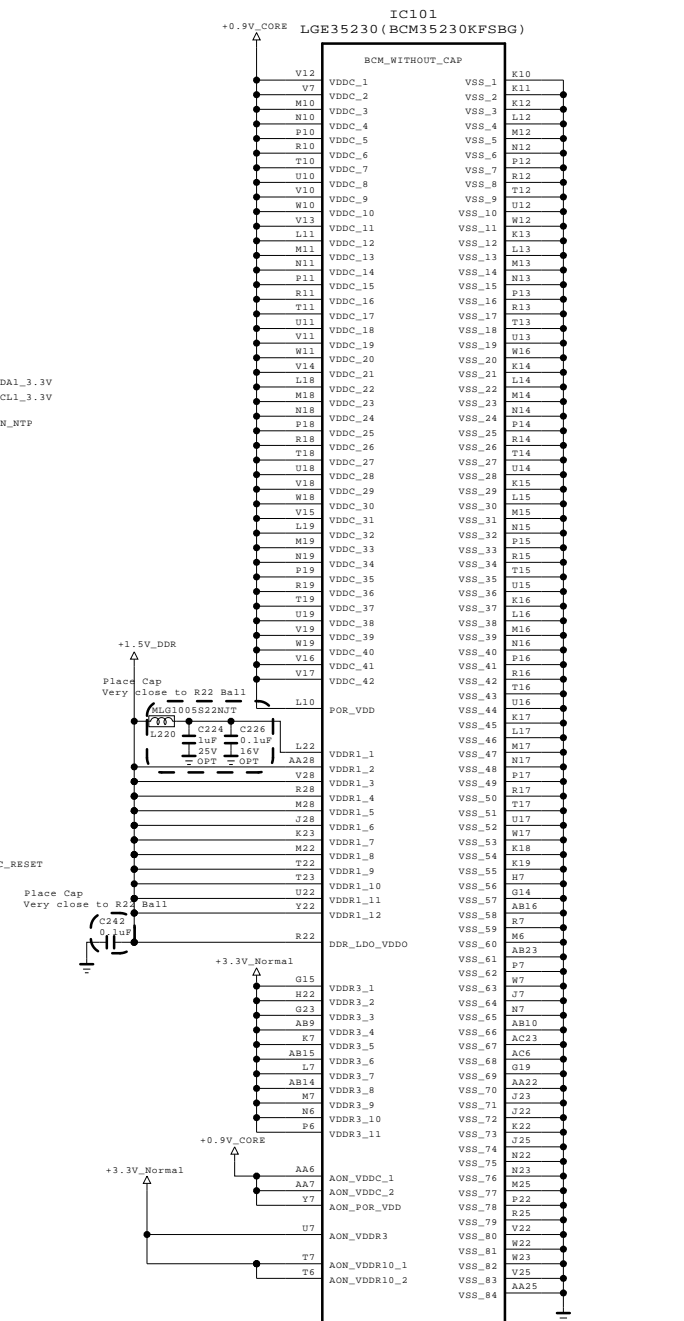 IC101
+0.9V_CORE LGE35230(BCM35230KFSBG)
BCM_WITHOUT_CAP
V12 VDDC_1 VSS_1 K10
V7 VDDC_2 VSS_2 K11
M10 VDDC_3 VSS_3 K12
N10 VDDC_4 VSS_4 L12
P10 VDDC_5 VSS_5 M12
R10 VDDC_6 VSS_6 N12
T10 VDDC_7 VSS_7 P12
U10 VDDC_8 VSS_8 R12
V10 VDDC_9 VSS_9 T12
W10 VDDC_10 VSS_10 U12
V13 VDDC_11 VSS_11 W12
L11 VDDC_12 VSS_12 K13
M11 VDDC_13 VSS_13 L13
N11 VDDC_14 VSS_14 M13
P11 VDDC_15 VSS_15 N13
R11 VDDC_16 VSS_16 P13
T11 VDDC_17 VSS_17 R13
U11 VDDC_18 VSS_18 T13
V11 VDDC_19 VSS_19 U13
W11 VDDC_20 VSS_20 W16
V14 VDDC_21 VSS_21 K14
DA1_3.3V L18 VDDC_22 VSS_22 L14
CL1_3.3V M18 VDDC_23 VSS_23 M14
N18 VDDC_24 VSS_24 N14
N_NTP P18 VDDC_25 VSS_25 P14
R18 VDDC_26 VSS_26 R14
T18 VDDC_27 VSS_27 T14
U18 VDDC_28 VSS_28 U14
V18 VDDC_29 VSS_29 K15
W18 VDDC_30 VSS_30 L15
V15 VDDC_31 VSS_31 M15
L19 VDDC_32 VSS_32 N15
M19 VDDC_33 VSS_33 P15
N19 VDDC_34 VSS_34 R15
P19 VDDC_35 VSS_35 T15
R19 VDDC_36 VSS_36 U15
T19 VDDC_37 VSS_37 K16
U19 VDDC_38 VSS_38 L16
V19 VDDC_39 VSS_39 M16
+1.5V_DDR W19 VDDC_40 VSS_40 N16
V16 VDDC_41 VSS_41 P16
V17 VDDC_42 VSS_42 R16
Place Cap VSS_43 T16
Very close to R22 Ball
L10 POR_VDD VSS_44 U16
MLG1005S22NJT VSS_45 K17
L220 C224 C226 VSS_46 L17
1uF 0.1uF
25V 16V
OPT OPT
L22 VDDR1_1 VSS_47 M17
AA28 VDDR1_2 VSS_48 N17
V28 VDDR1_3 VSS_49 P17
R28 VDDR1_4 VSS_50 R17
M28 VDDR1_5 VSS_51 T17
J28 VDDR1_6 VSS_52 U17
K23 VDDR1_7 VSS_53 W17
M22 VDDR1_8 VSS_54 K18
C_RESET T22 VDDR1_9 VSS_55 K19
T23 VDDR1_10 VSS_56 H7
U22 VDDR1_11 VSS_57 G14
Y22 VDDR1_12 VSS_58 AB16
Place Cap
Very close to R22 Ball
C242 VSS_59 R7
0.1uF
R22 DDR_LDO_VDDO VSS_60 M6
VSS_61 AB23
+3.3V_Normal VSS_62 P7
G15 VDDR3_1 VSS_63 W7
H22 VDDR3_2 VSS_64 J7
G23 VDDR3_3 VSS_65 N7
AB9 VDDR3_4 VSS_66 AB10
K7 VDDR3_5 VSS_67 AC23
AB15 VDDR3_6 VSS_68 AC6
L7 VDDR3_7 VSS_69 G19
AB14 VDDR3_8 VSS_70 AA22
M7 VDDR3_9 VSS_71 J23
N6 VDDR3_10 VSS_72 J22
P6 VDDR3_11 VSS_73 K22
+0.9V_CORE VSS_74 J25
VSS_75 N22
+3.3V_Normal AA6 AON_VDDC_1 VSS_76 N23
AA7 AON_VDDC_2 VSS_77 M25
Y7 AON_POR_VDD VSS_78 P22
VSS_79 R25
U7 AON_VDDR3 VSS_80 V22
VSS_81 W22
T7 AON_VDDR10_1 VSS_82 W23
T6 AON_VDDR10_2 VSS_83 V25
VSS_84 AA25